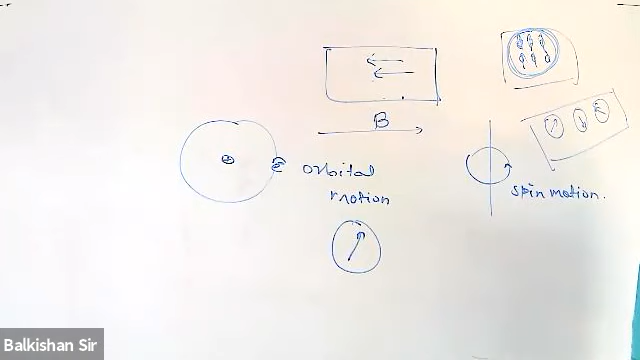 B
orbital
motion
spin motion.
e
Balkishan Sir